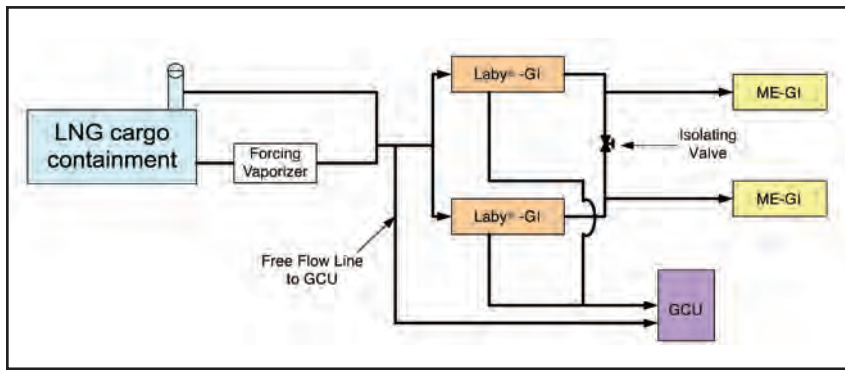 LNG cargo
containment
Forcing
Vaporizer
Laby® -GI
Laby® -GI
Free Flow Line
to GCU
Isolating
Valve
ME-GI
ME-GI
GCU